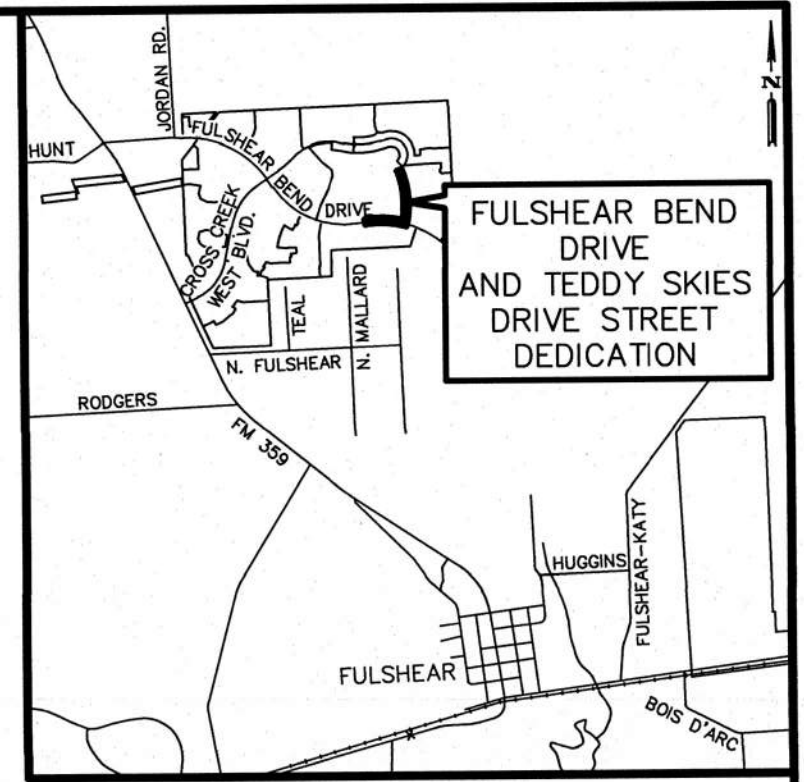 JORDAN RD.
N
HUNT
FULSHEAR BEND DRIVE
CROSS CREEK
WEST BLVD.
FULSHEAR BEND
DRIVE
AND TEDDY SKIES
DRIVE STREET
DEDICATION
TEAL
N. MALLARD
N. FULSHEAR
RODGERS
FM 359
HUGGINS
FULSHEAR-KATY
FULSHEAR
BOIS D'ARC